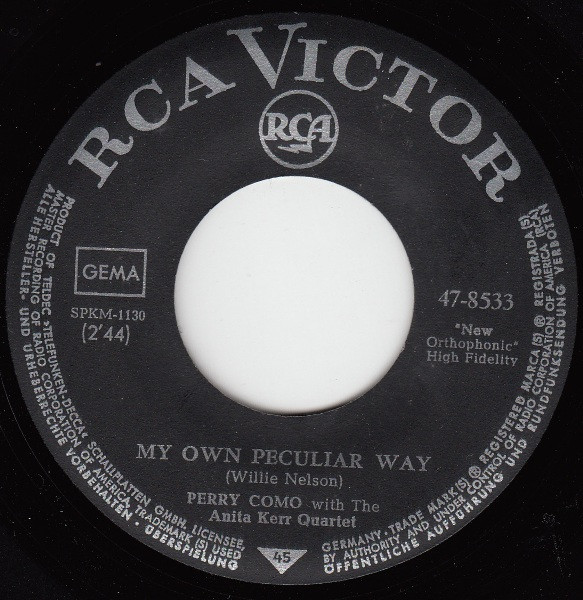 RCA VICTOR
RCA
GEMA
SPKM-1130
(2'44)
47-8533
"New
Orthophonic"
High Fidelity
MY OWN PECULIAR WAY
(Willie Nelson)
PERRY COMO with The
Anita Kerr Quartet
45
PRODUCT OF TELDEC »TELEFUNKEN-DECCA« SCHALLPLATTEN GMBH, LICENSEE,
MASTER RECORDING OF RADIO CORPORATION OF AMERICA TRADEMARK (S) USED
ALLE HERSTELLER- UND URHEBERRECHTE VORBEHALTEN · ÜBERSPIELUNG
GERMANY · TRADE MARK(S) ® REGISTERED MARCA(S) ® REGISTRADA(S)
BY AUTHORITY AND UNDER CONTROL OF RADIO CORPORATION OF AMERICA (RCA)
ÖFFENTLICHE AUFFÜHRUNG UND RUNDFUNKSENDUNG VERBOTEN